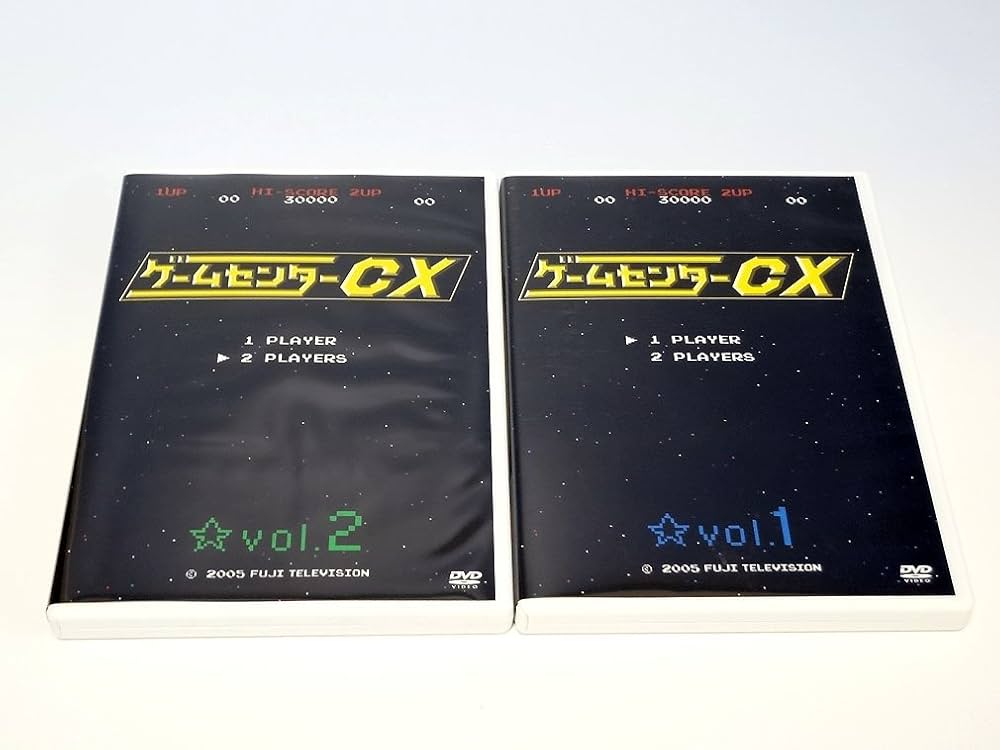 1UP HI-SCORE 2UP
00 30000 00
ゲームセンターCX
1 PLAYER
▶ 2 PLAYERS
☆vol.2
© 2005 FUJI TELEVISION
DVD
VIDEO
1UP HI-SCORE 2UP
00 30000 00
ゲームセンターCX
▶ 1 PLAYER
2 PLAYERS
☆vol.1
© 2005 FUJI TELEVISION
DVD
VIDEO